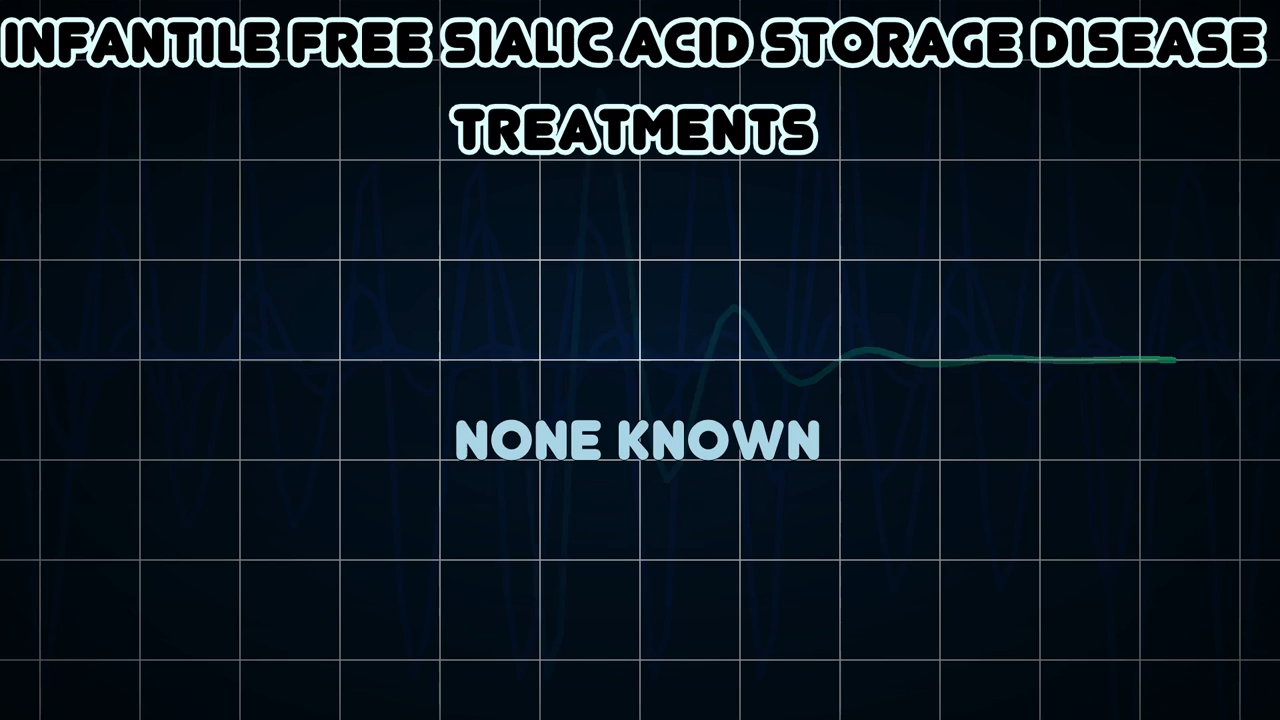 INFANTILE FREE SIALIC ACID STORAGE DISEASE
TREATMENTS
NONE KNOWN